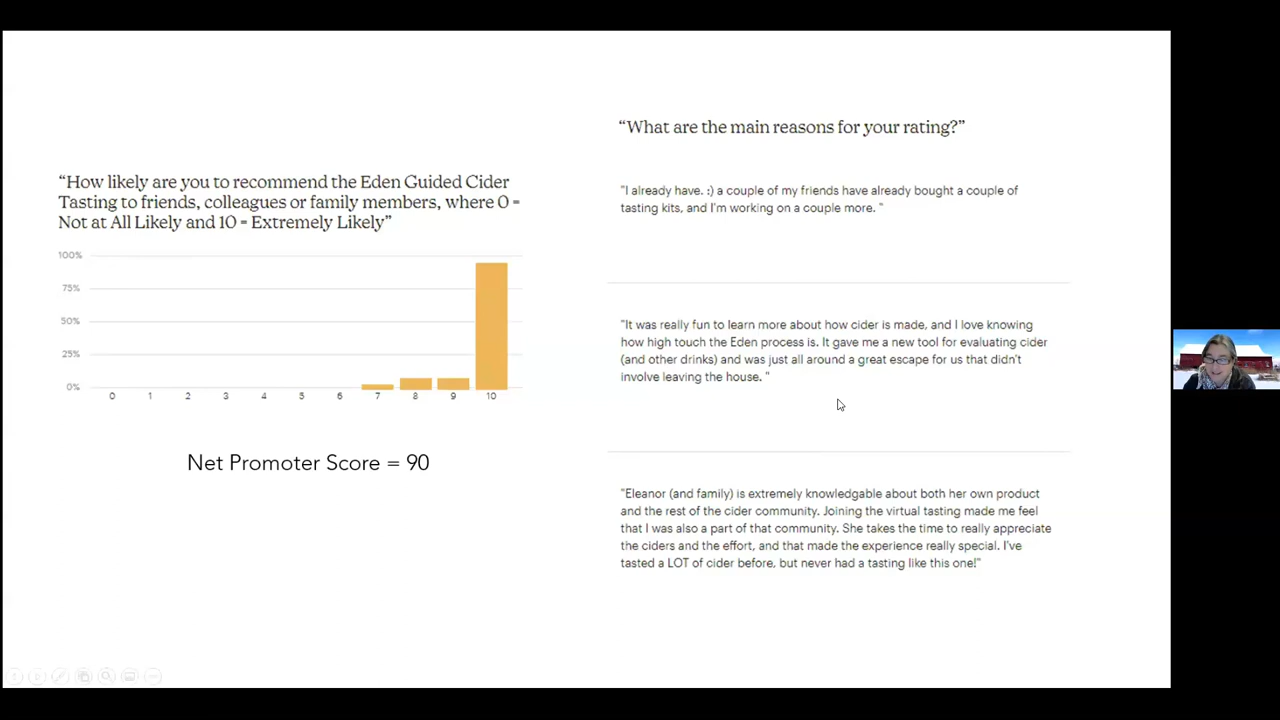 “How likely are you to recommend the Eden Guided Cider
Tasting to friends, colleagues or family members, where 0 =
Not at All Likely and 10 = Extremely Likely”
100%
75%
50%
25%
0%
0 1 2 3 4 5 6 7 8 9 10
Net Promoter Score = 90
“What are the main reasons for your rating?”
"I already have. :) a couple of my friends have already bought a couple of
tasting kits, and I'm working on a couple more. "
"It was really fun to learn more about how cider is made, and I love knowing
how high touch the Eden process is. It gave me a new tool for evaluating cider
(and other drinks) and was just all around a great escape for us that didn't
involve leaving the house. "
"Eleanor (and family) is extremely knowledgable about both her own product
and the rest of the cider community. Joining the virtual tasting made me feel
that I was also a part of that community. She takes the time to really appreciate
the ciders and the effort, and that made the experience really special. I've
tasted a LOT of cider before, but never had a tasting like this one!"